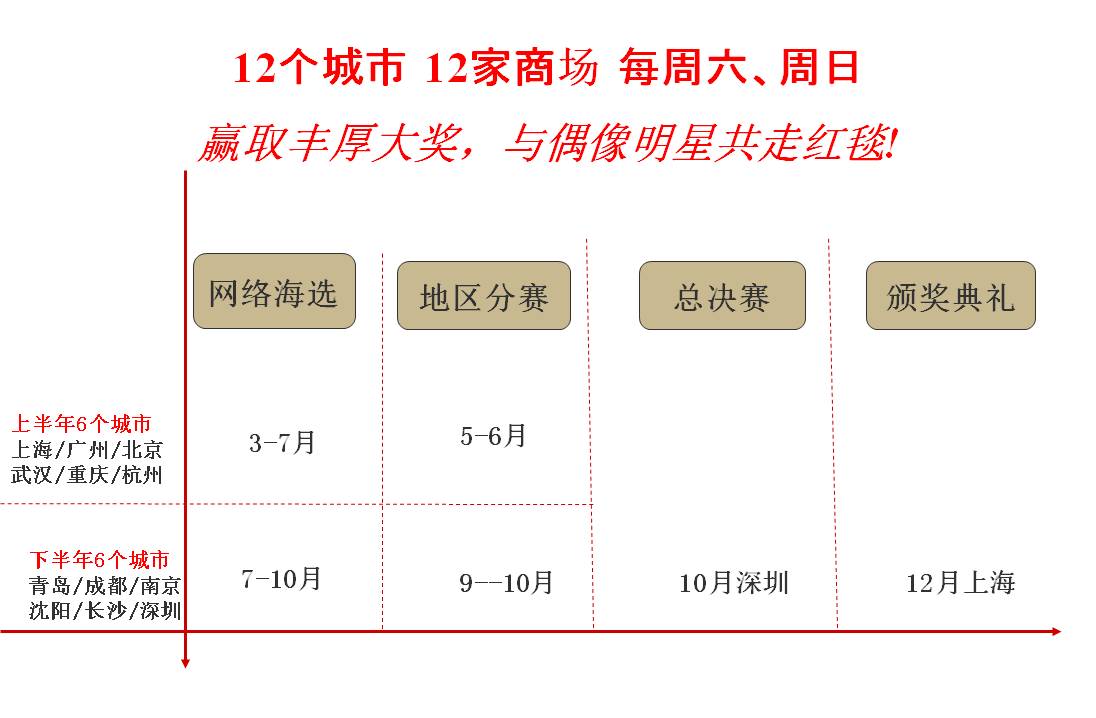 12个城市 12家商场 每周六、周日
赢取丰厚大奖，与偶像明星共走红毯!
网络海选
地区分赛
总决赛
颁奖典礼
上半年6个城市
上海/广州/北京
武汉/重庆/杭州
3-7月
5-6月
下半年6个城市
青岛/成都/南京
沈阳/长沙/深圳
7-10月
9--10月
10月深圳
12月上海